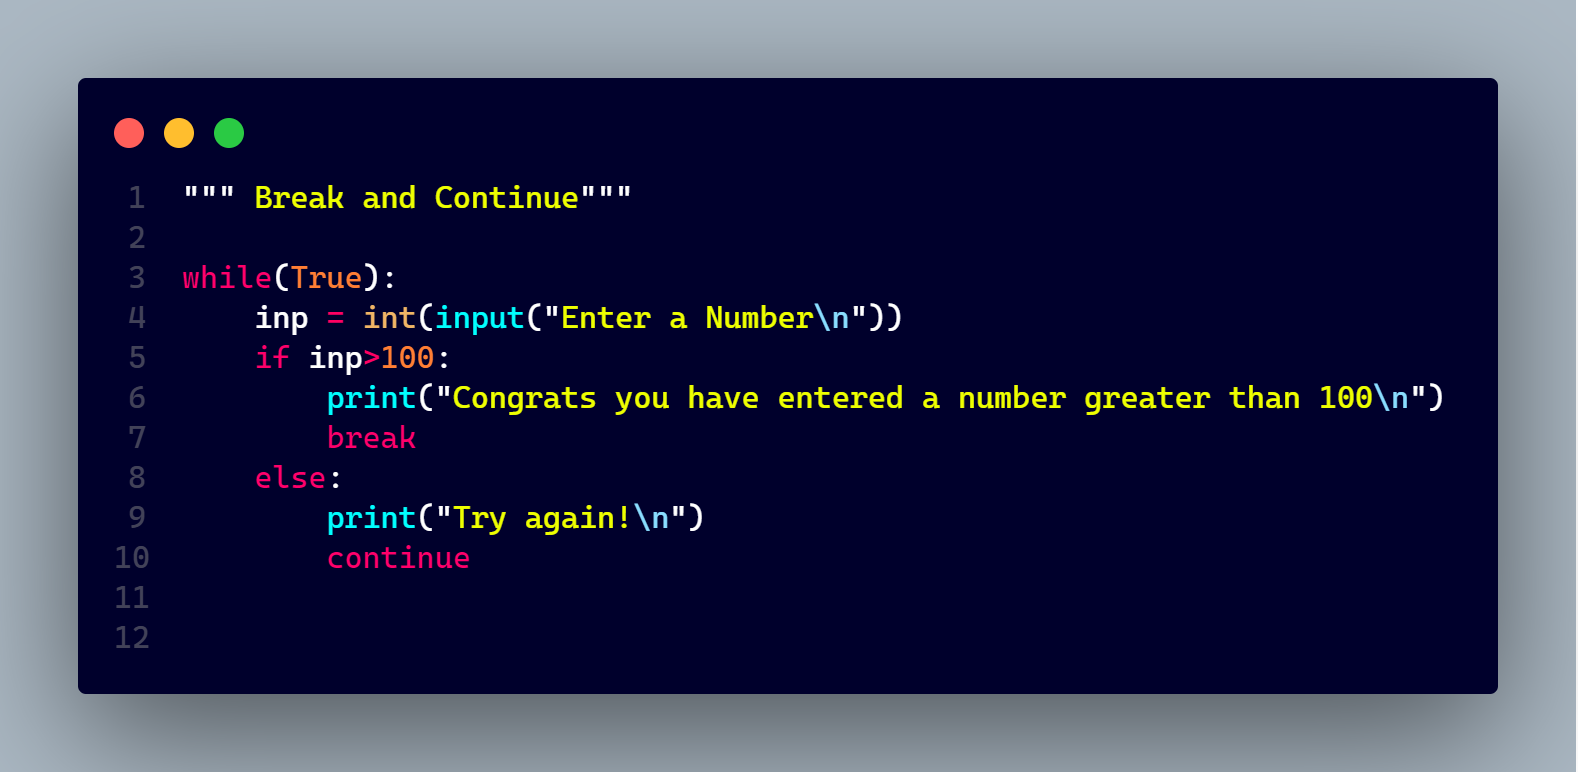 1 """ Break and Continue"""
2
3 while(True):
4     inp = int(input("Enter a Number\n"))
5     if inp>100:
6         print("Congrats you have entered a number greater than 100\n")
7         break
8     else:
9         print("Try again!\n")
10         continue
11
12